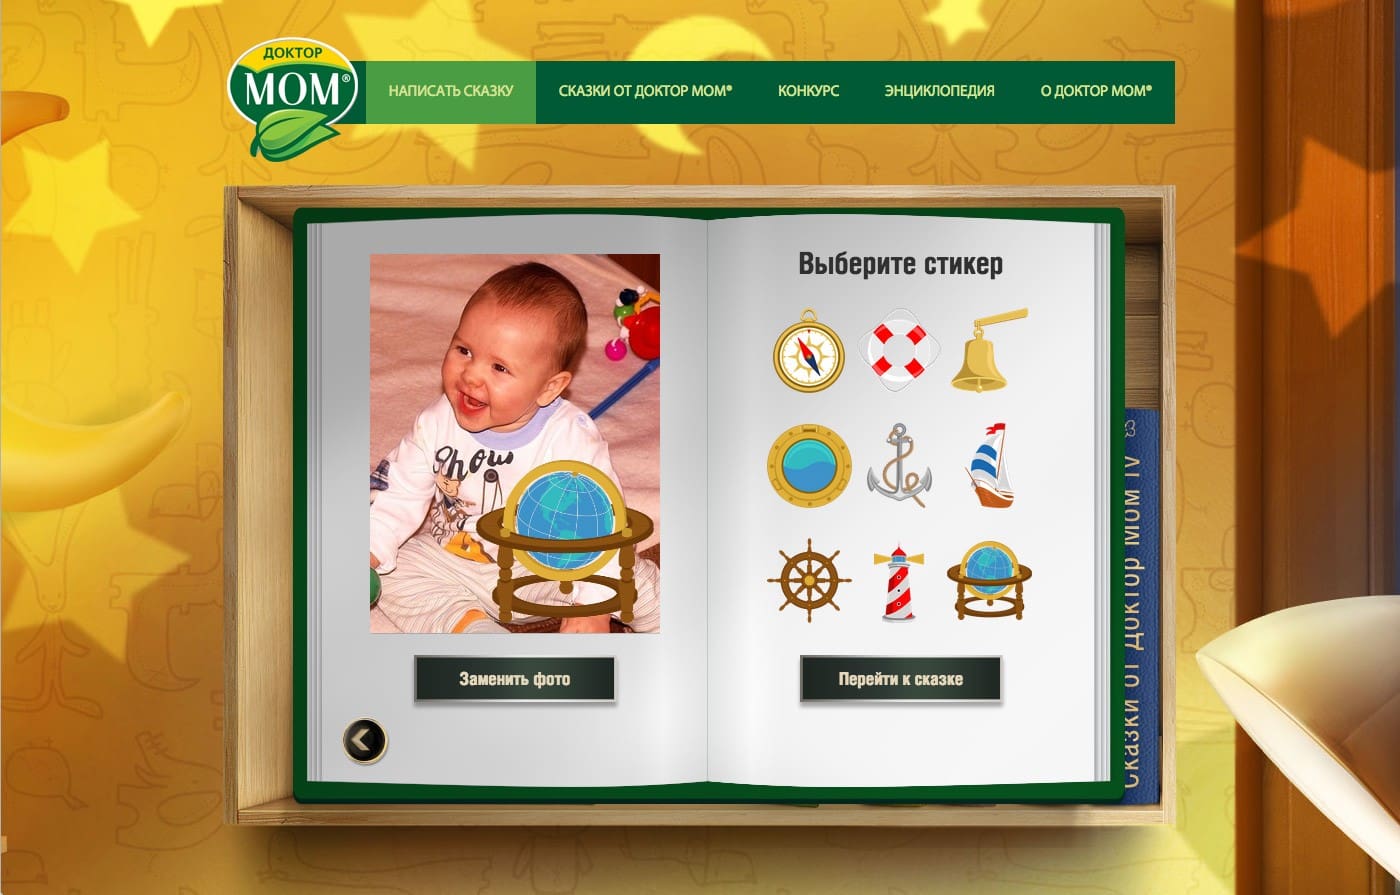 ДОКТОР
МОМ®
НАПИСАТЬ СКАЗКУ
СКАЗКИ ОТ ДОКТОР МОМ®
КОНКУРС
ЭНЦИКЛОПЕДИЯ
О ДОКТОР МОМ®
Выберите стикер
Заменить фото
Перейти к сказке
Сказки от Доктор Мом IV